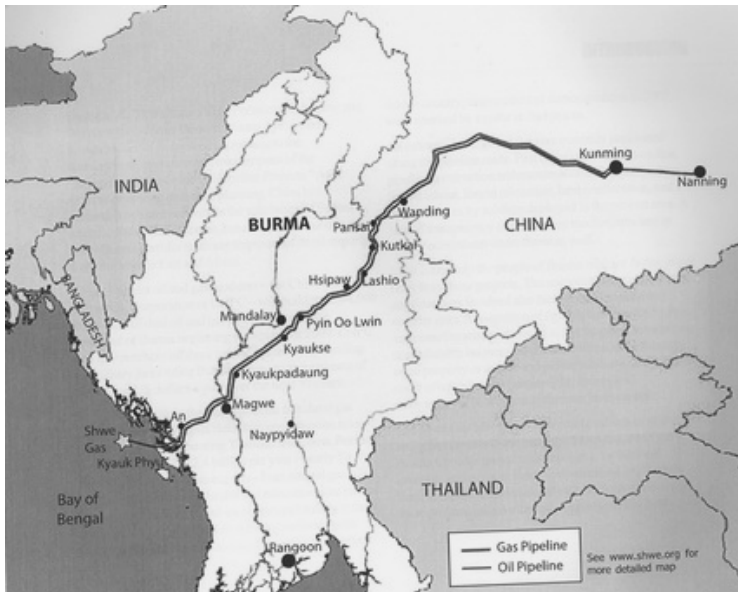 Kunming
Nanning
INDIA
Wanding
BURMA
Pansai
CHINA
Kutkai
BANGLADESH
Hsipaw
Lashio
Mandalay
Pyin Oo Lwin
Kyaukse
Kyaukpadaung
An
Magwe
Shwe
Gas
Naypyidaw
Kyauk Phyu
THAILAND
Bay of
Bengal
Rangoon
Gas Pipeline
Oil Pipeline
See www.shwe.org for
more detailed map